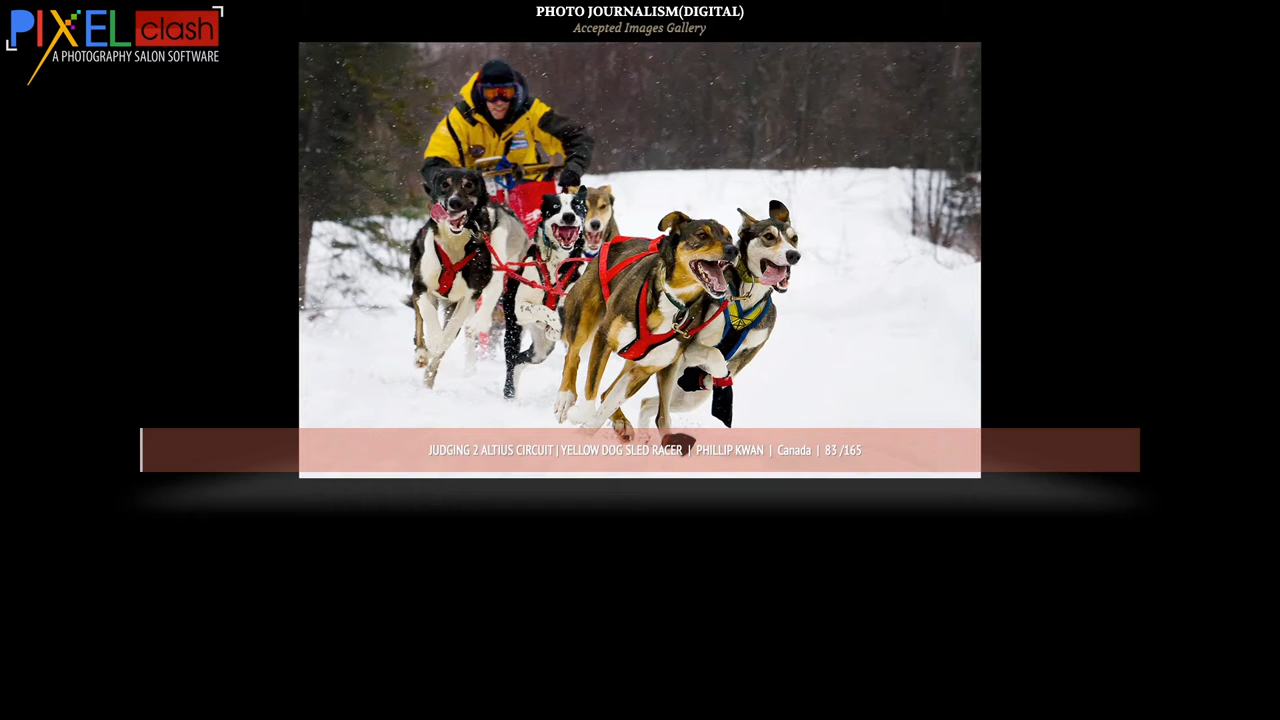 PIXEL clash
A PHOTOGRAPHY SALON SOFTWARE
PHOTO JOURNALISM(DIGITAL)
Accepted Images Gallery
JUDGING 2 ALTIUS CIRCUIT | YELLOW DOG SLED RACER | PHILLIP KWAN | Canada | 83 /165